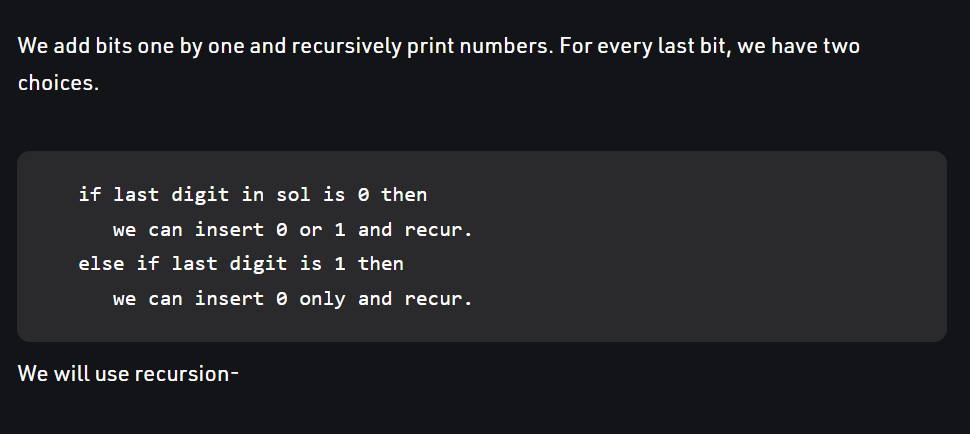 We add bits one by one and recursively print numbers. For every last bit, we have two
choices.
if last digit in sol is 0 then
we can insert 0 or 1 and recur.
else if last digit is 1 then
we can insert 0 only and recur.
We will use recursion-